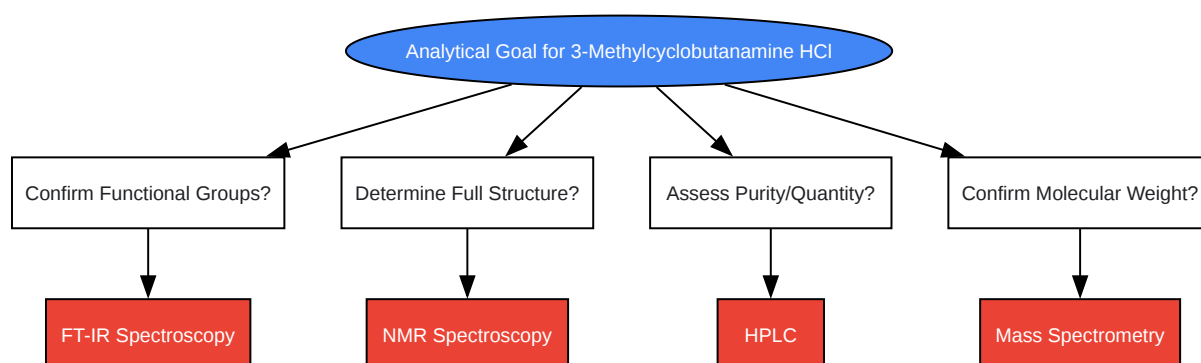 Analytical Goal for 3-Methylcyclobutanamine HCl
Confirm Functional Groups?
Determine Full Structure?
Assess Purity/Quantity?
Confirm Molecular Weight?
FT-IR Spectroscopy
NMR Spectroscopy
HPLC
Mass Spectrometry